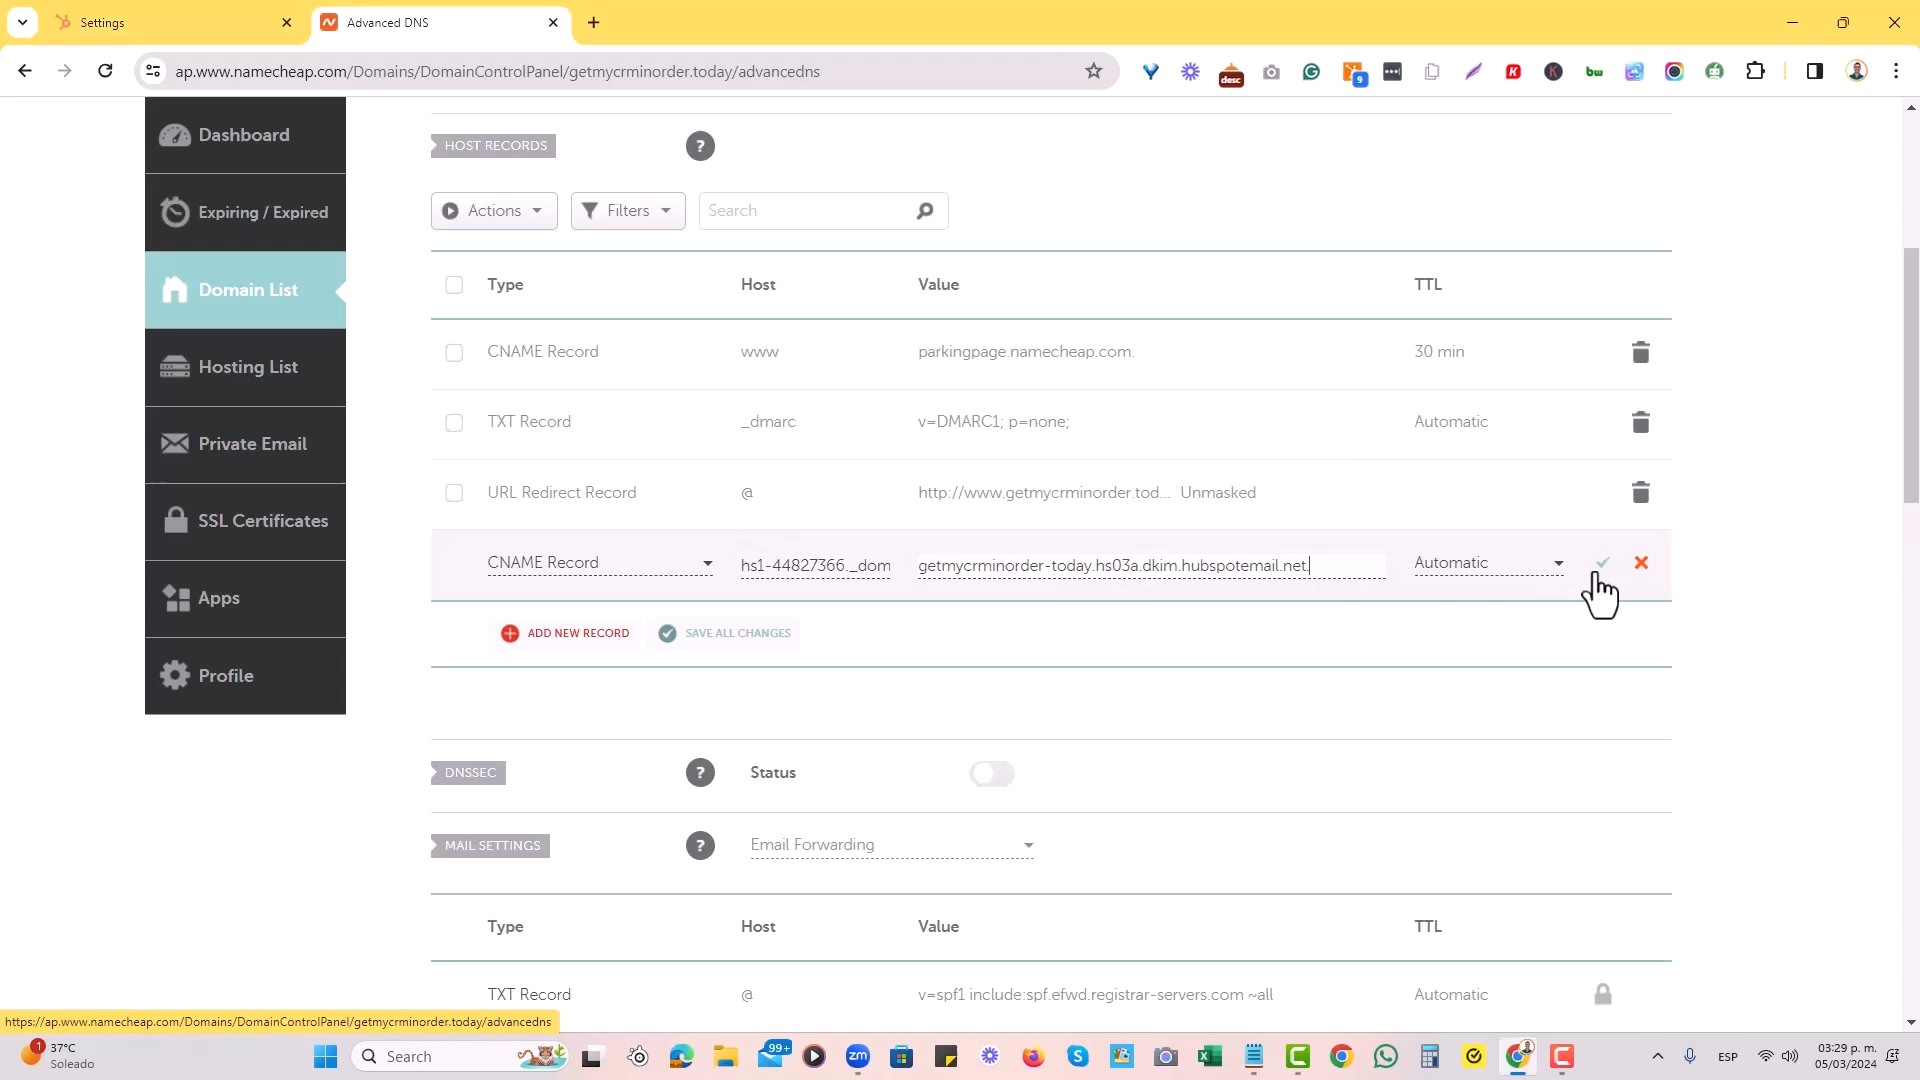 Settings
Advanced DNS
ap.www.namecheap.com/Domains/DomainControlPanel/getmycrminorder.today/advancedns
desc
9
K
K
bw
Dashboard
Expiring / Expired
Domain List
Hosting List
Private Email
SSL Certificates
Apps
Profile
HOST RECORDS ?
Actions Filters Search
Type Host Value TTL
CNAME Record www parkingpage.namecheap.com. 30 min
TXT Record _dmarc v=DMARC1; p=none; Automatic
URL Redirect Record @ http://www.getmycrminorder.tod... Unmasked
CNAME Record hs1-44827366._dom getmycrminorder-today.hs03a.dkim.hubspotemail.net. Automatic
ADD NEW RECORD SAVE ALL CHANGES
DNSSEC ? Status
MAIL SETTINGS ? Email Forwarding
Type Host Value TTL
TXT Record @ v=spf1 include:spf.efwd.registrar-servers.com ~all Automatic
https://ap.www.namecheap.com/Domains/DomainControlPanel/getmycrminorder.today/advancedns
1
37°C
Soleado
Search
99+
zm
ESP
03:29 p. m.
05/03/2024